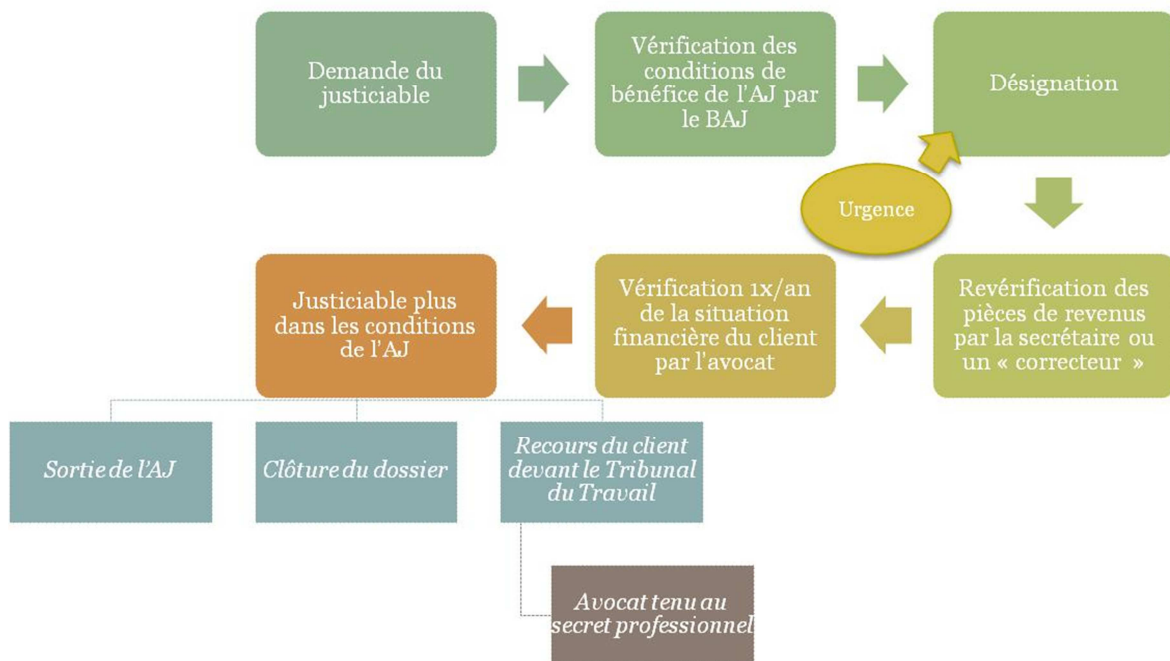 Demande du
justiciable
Vérification des
conditions de
bénéfice de l'AJ par
le BAJ
Désignation
Urgence
Justiciable plus
dans les conditions
de l'AJ
Vérification 1x/an
de la situation
financière du client
par l'avocat
Revérification des
pièces de revenus
par la secrétaire ou
un « correcteur »
Sortie de l'AJ
Clôture du dossier
Recours du client
devant le Tribunal
du Travail
Avocat tenu au
secret professionnel